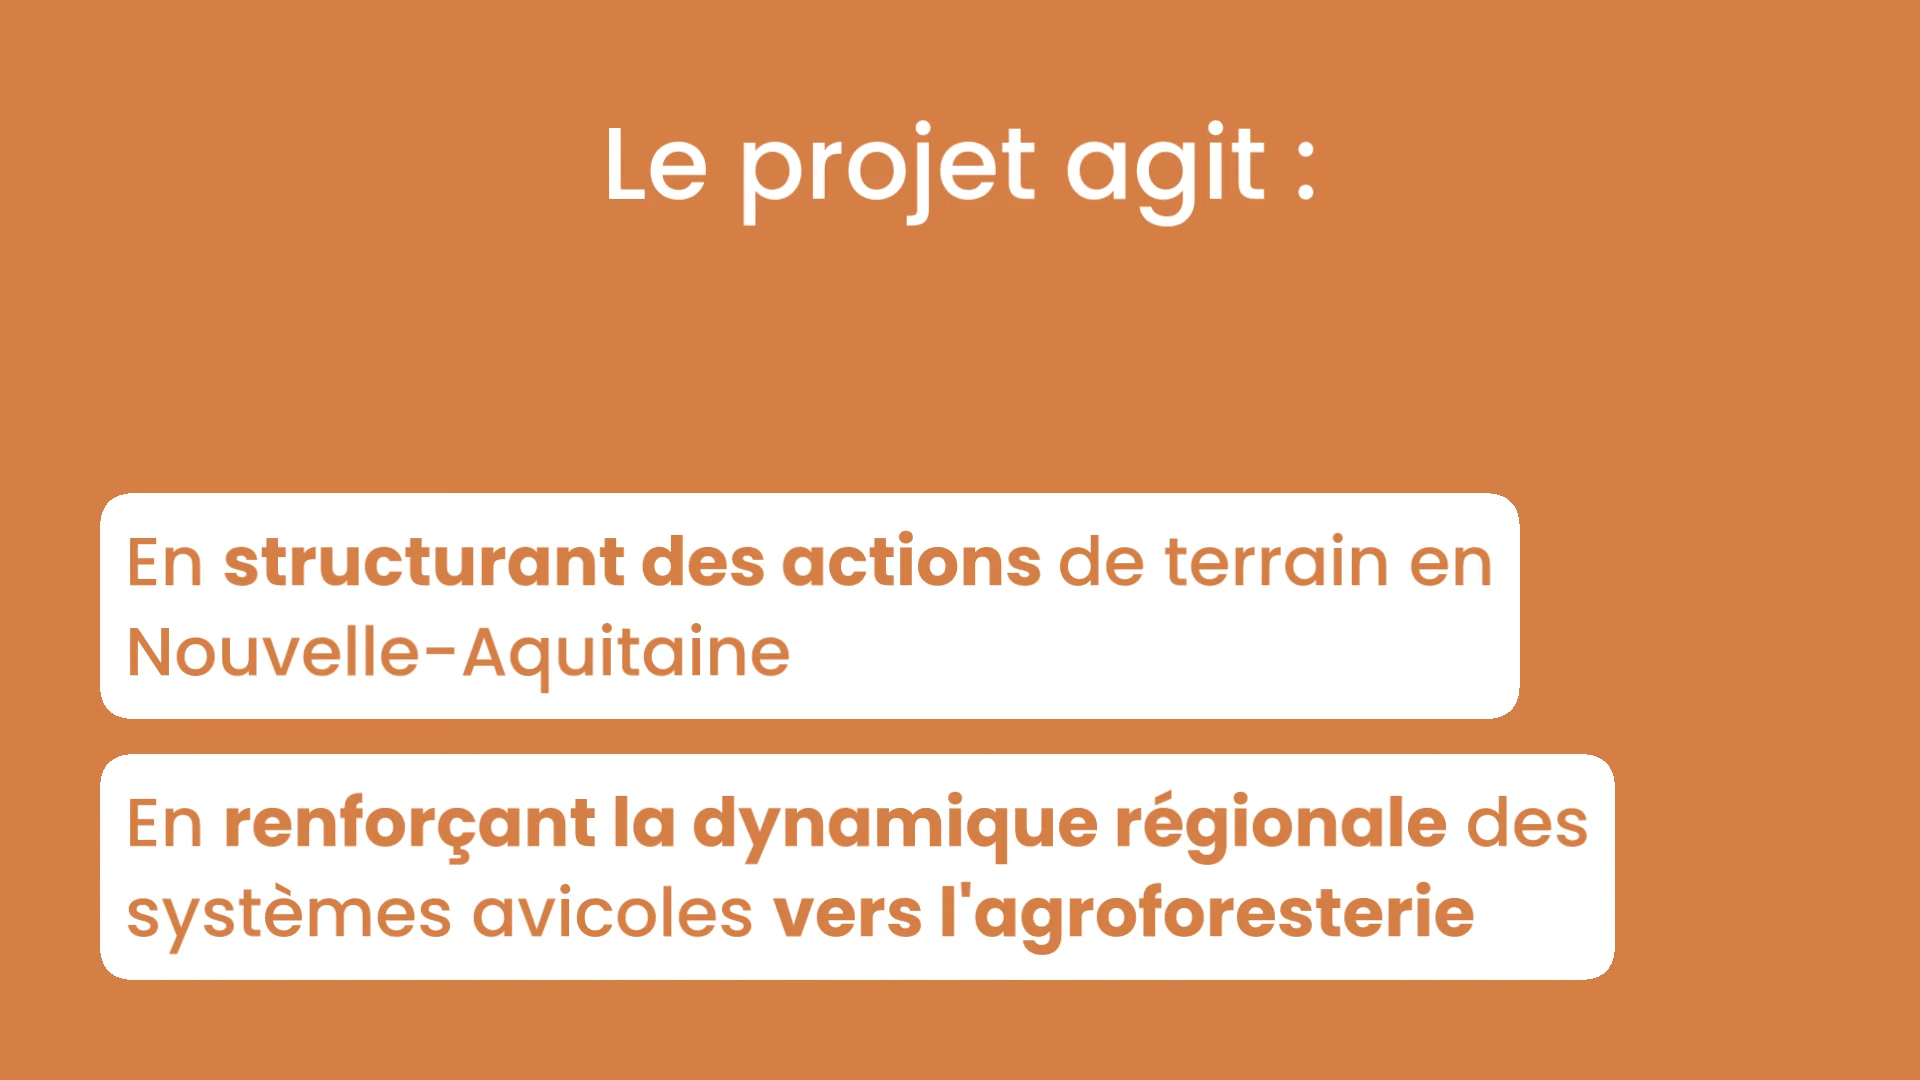 Le projet agit :
En structurant des actions de terrain en
Nouvelle-Aquitaine
En renforçant la dynamique régionale des
systèmes avicoles vers l'agroforesterie